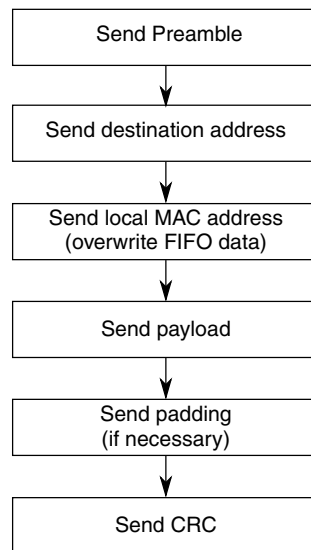 Send Preamble
Send destination address
Send local MAC address
(overwrite FIFO data)
Send payload
Send padding
(if necessary)
Send CRC